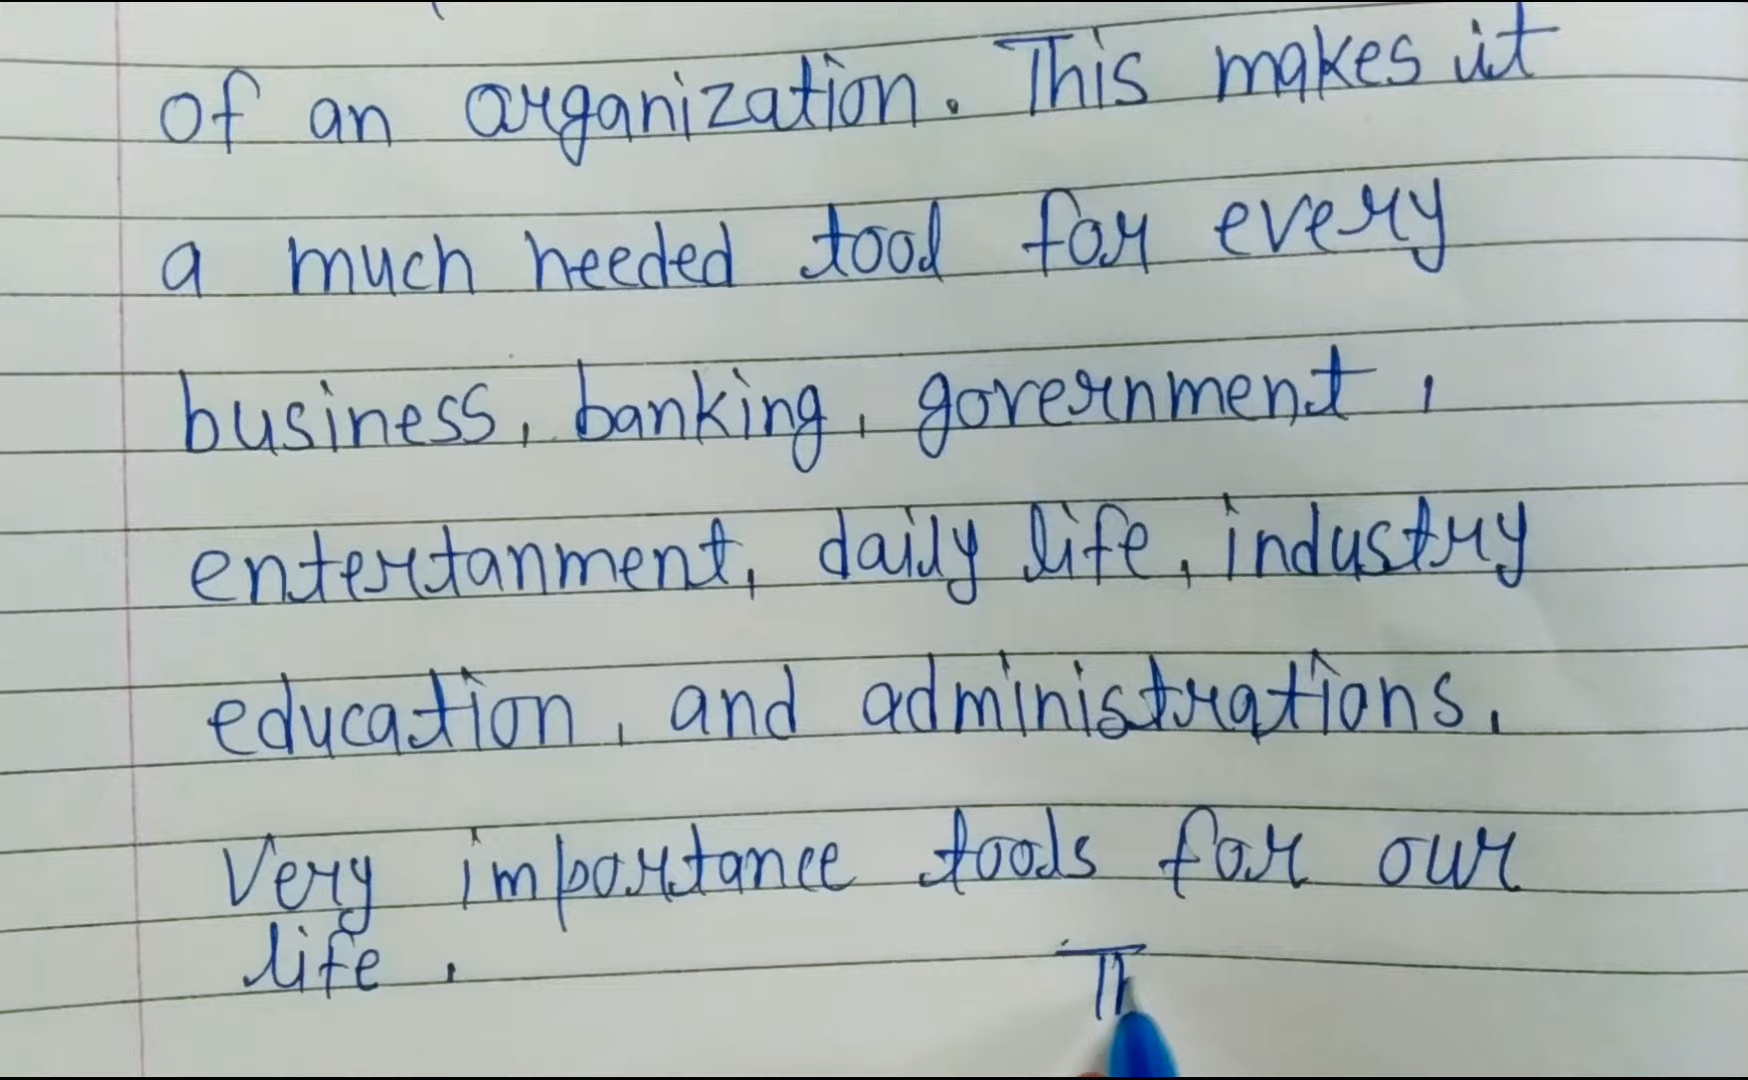 of an organization. This makes it
a much needed tool for every
business, banking, government,
entertanment, daily life, industry
education, and administrations,
Very importance tools for our
life,
Th